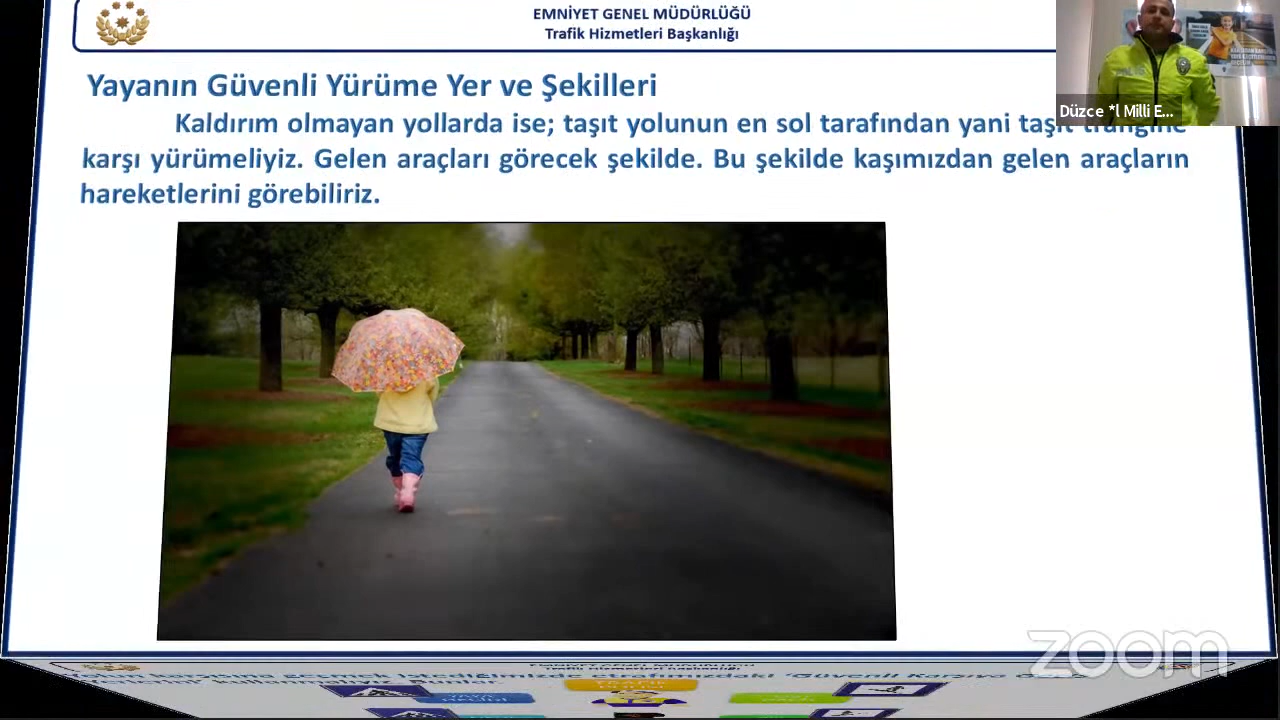 EMNİYET GENEL MÜDÜRLÜĞÜ
Trafik Hizmetleri Başkanlığı
Yayanın Güvenli Yürüme Yer ve Şekilleri
Kaldırım olmayan yollarda ise; taşıt yolunun en sol tarafından yani taşıt
karşı yürümeliyiz. Gelen araçları görecek şekilde. Bu şekilde kaşımızdan gelen araçların
hareketlerini görebiliriz.
Düzce *l Milli E...
POLİS
zoom